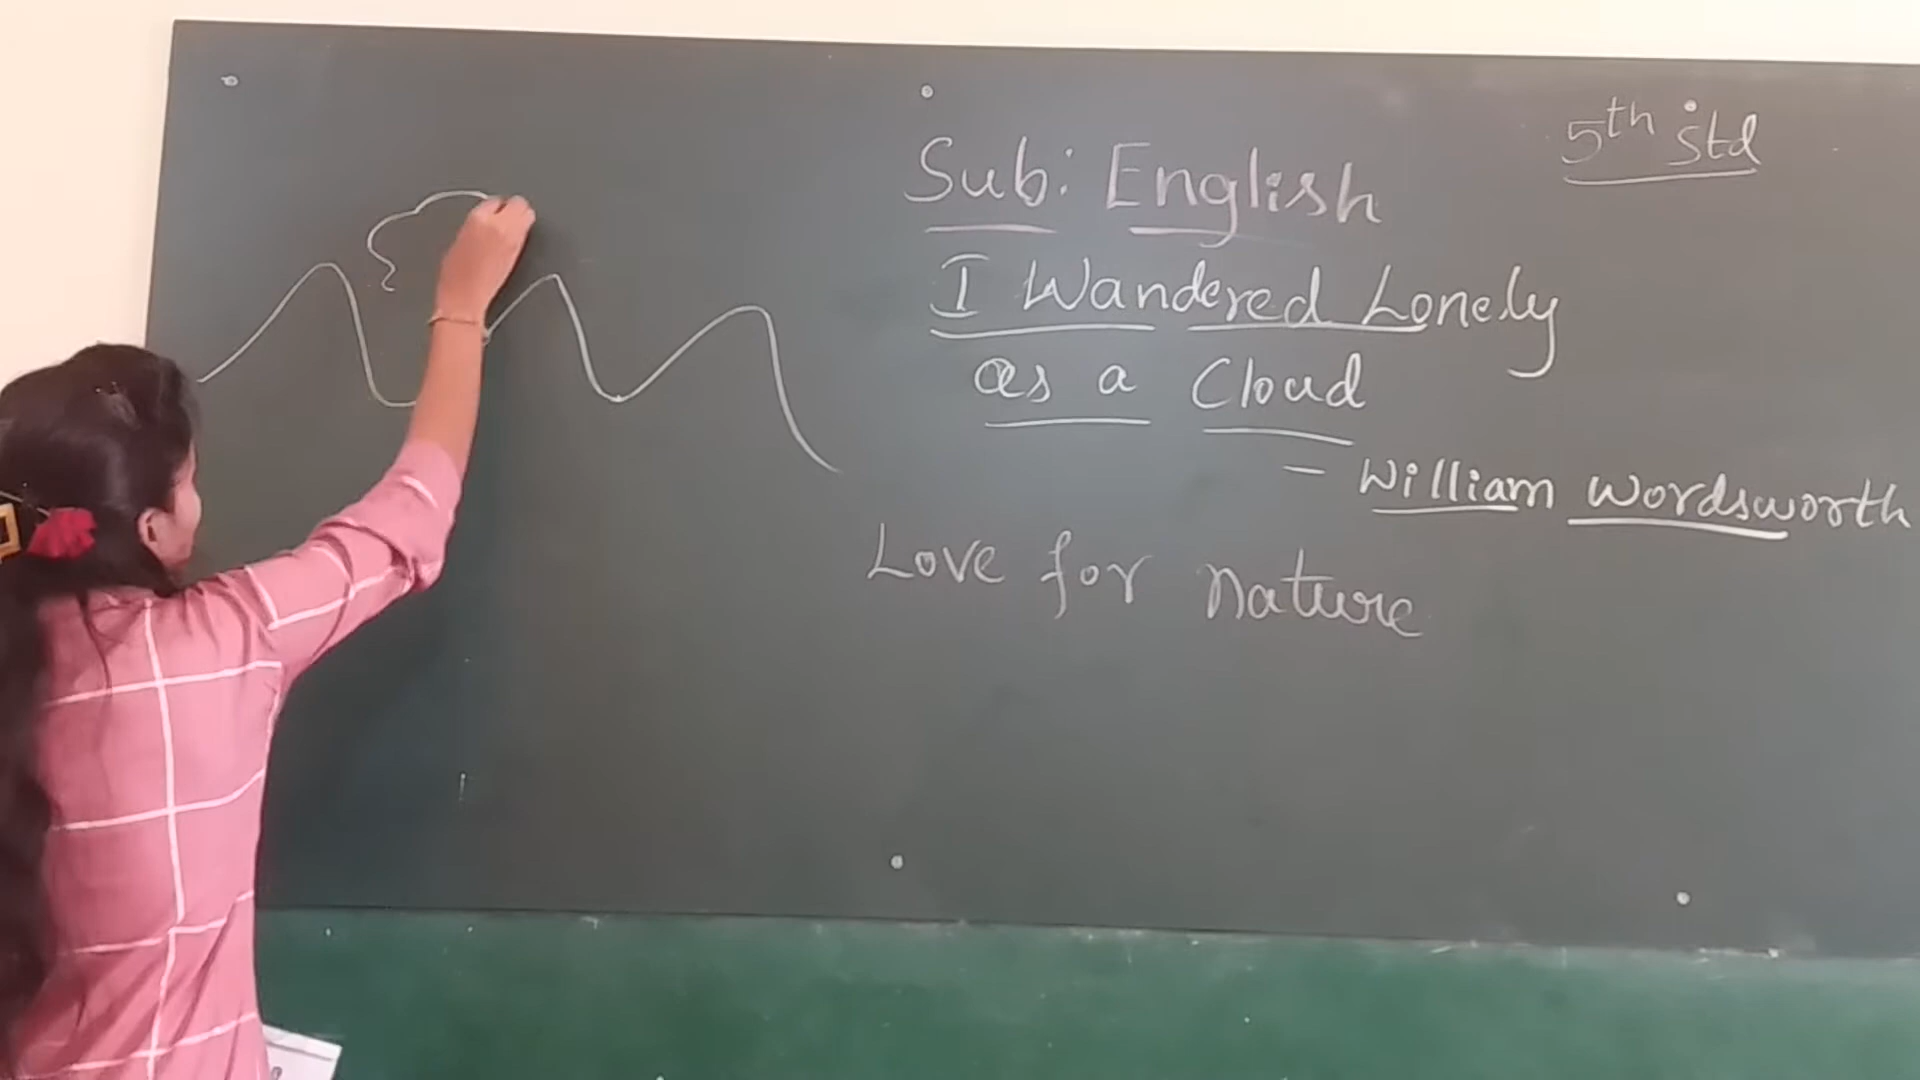 5th std
Sub: English
I Wandered Lonely
as a Cloud
- William Wordsworth
Love for nature